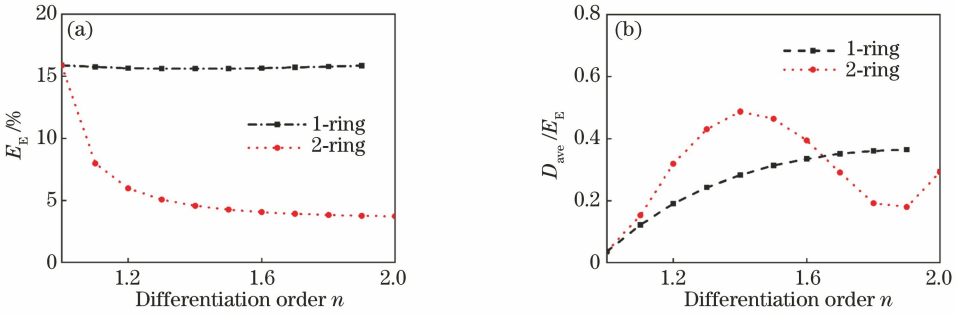 20
(a)
15
10
5
0
E_E /%
1-ring
2-ring
1.2
1.6
2.0
Differentiation order n
0.8
(b)
0.6
0.4
0.2
0
D_ave /E_E
1-ring
2-ring
1.2
1.6
2.0
Differentiation order n